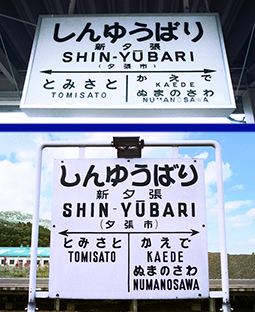 しんゆうばり
新夕張
SHIN-YŪBARI
(夕張市)
とみさと
TOMISATO
かえで
KAEDE
ぬまのさわ
NUMANOSAWA
しんゆうばり
新夕張
SHIN-YŪBARI
(夕張市)
とみさと
TOMISATO
かえで
KAEDE
ぬまのさわ
NUMANOSAWA